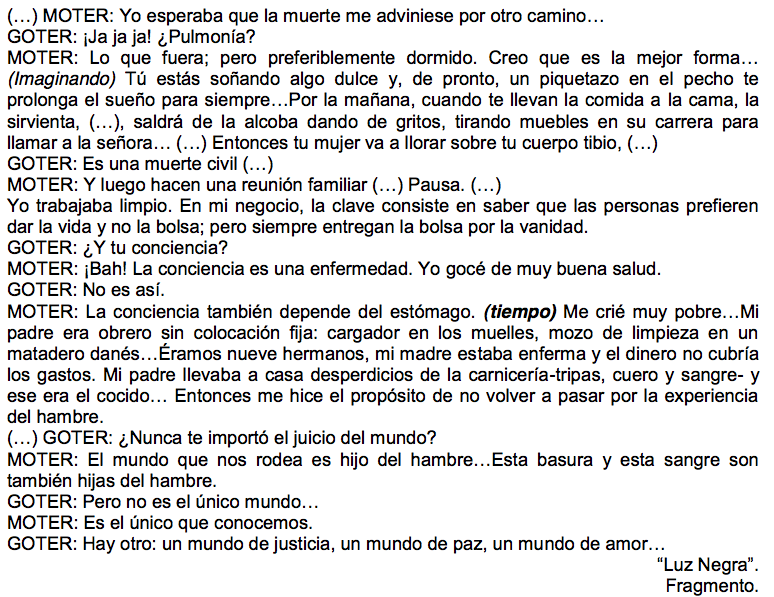 (…) MOTER: Yo esperaba que la muerte me adviniese por otro camino…
GOTER: ¡Ja ja ja! ¿Pulmonía?
MOTER: Lo que fuera; pero preferiblemente dormido. Creo que es la mejor forma…
(Imaginando) Tú estás soñando algo dulce y, de pronto, un piquetazo en el pecho te
prolonga el sueño para siempre…Por la mañana, cuando te llevan la comida a la cama, la
sirvienta, (…), saldrá de la alcoba dando de gritos, tirando muebles en su carrera para
llamar a la señora… (…) Entonces tu mujer va a llorar sobre tu cuerpo tibio, (…)
GOTER: Es una muerte civil (…)
MOTER: Y luego hacen una reunión familiar (…) Pausa. (…)
Yo trabajaba limpio. En mi negocio, la clave consiste en saber que las personas prefieren
dar la vida y no la bolsa; pero siempre entregan la bolsa por la vanidad.
GOTER: ¿Y tu conciencia?
MOTER: ¡Bah! La conciencia es una enfermedad. Yo gocé de muy buena salud.
GOTER: No es así.
MOTER: La conciencia también depende del estómago. (tiempo) Me crié muy pobre…Mi
padre era obrero sin colocación fija: cargador en los muelles, mozo de limpieza en un
matadero danés…Éramos nueve hermanos, mi madre estaba enferma y el dinero no cubría
los gastos. Mi padre llevaba a casa desperdicios de la carnicería-tripas, cuero y sangre- y
ese era el cocido… Entonces me hice el propósito de no volver a pasar por la experiencia
del hambre.
(…) GOTER: ¿Nunca te importó el juicio del mundo?
MOTER: El mundo que nos rodea es hijo del hambre…Esta basura y esta sangre son
también hijas del hambre.
GOTER: Pero no es el único mundo…
MOTER: Es el único que conocemos.
GOTER: Hay otro: un mundo de justicia, un mundo de paz, un mundo de amor…
“Luz Negra”.
Fragmento.